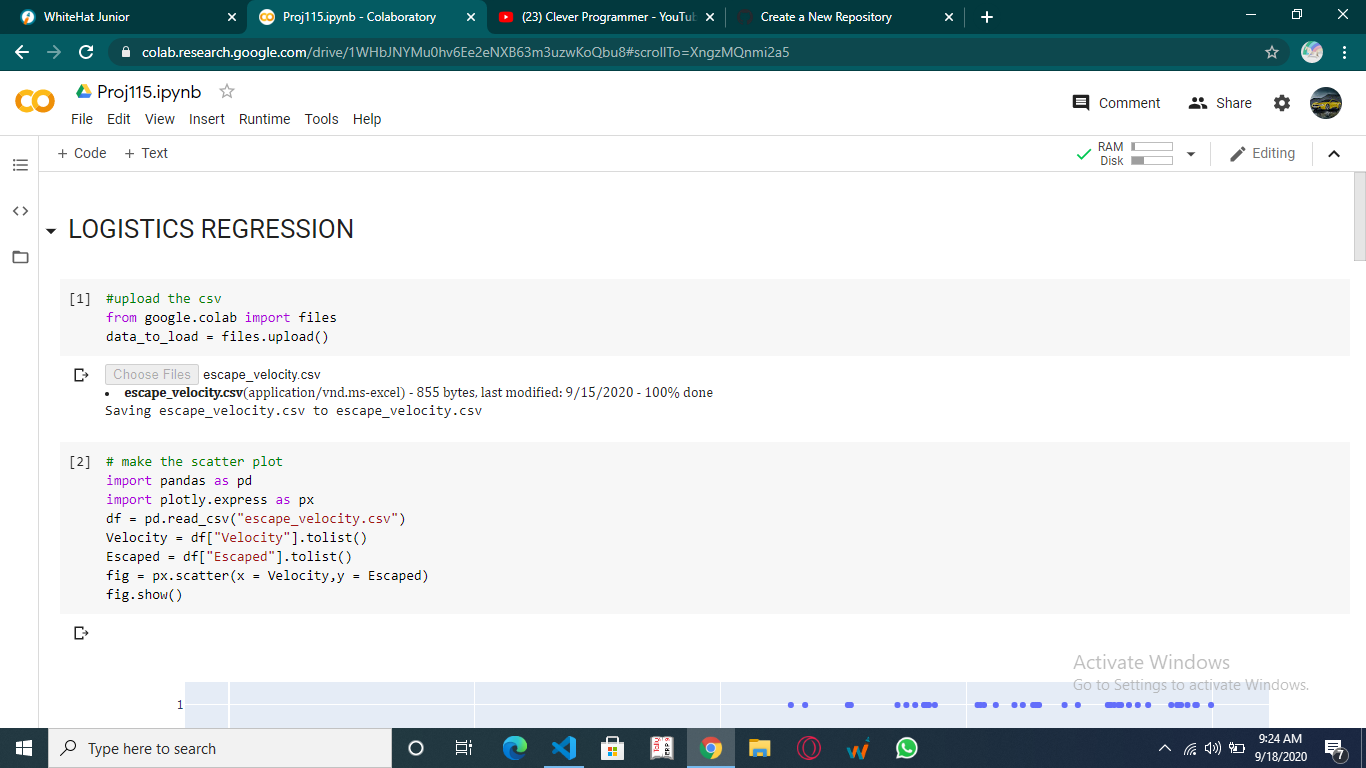 WhiteHat Junior
Proj115.ipynb - Colaboratory
(23) Clever Programmer - YouTub
Create a New Repository
colab.research.google.com/drive/1WHbJNYMu0hv6Ee2eNXB63m3uzwKoQbu8#scrollTo=XngzMQnmi2a5
Proj115.ipynb
Comment
Share
File Edit View Insert Runtime Tools Help
+ Code + Text
RAM
Disk
Editing
LOGISTICS REGRESSION
[1] #upload the csv
from google.colab import files
data_to_load = files.upload()
Choose Files escape_velocity.csv
• escape_velocity.csv(application/vnd.ms-excel) - 855 bytes, last modified: 9/15/2020 - 100% done
Saving escape_velocity.csv to escape_velocity.csv
[2] # make the scatter plot
import pandas as pd
import plotly.express as px
df = pd.read_csv("escape_velocity.csv")
Velocity = df["Velocity"].tolist()
Escaped = df["Escaped"].tolist()
fig = px.scatter(x = Velocity,y = Escaped)
fig.show()
Activate Windows
Go to Settings to activate Windows.
1
Type here to search
9:24 AM
9/18/2020
7